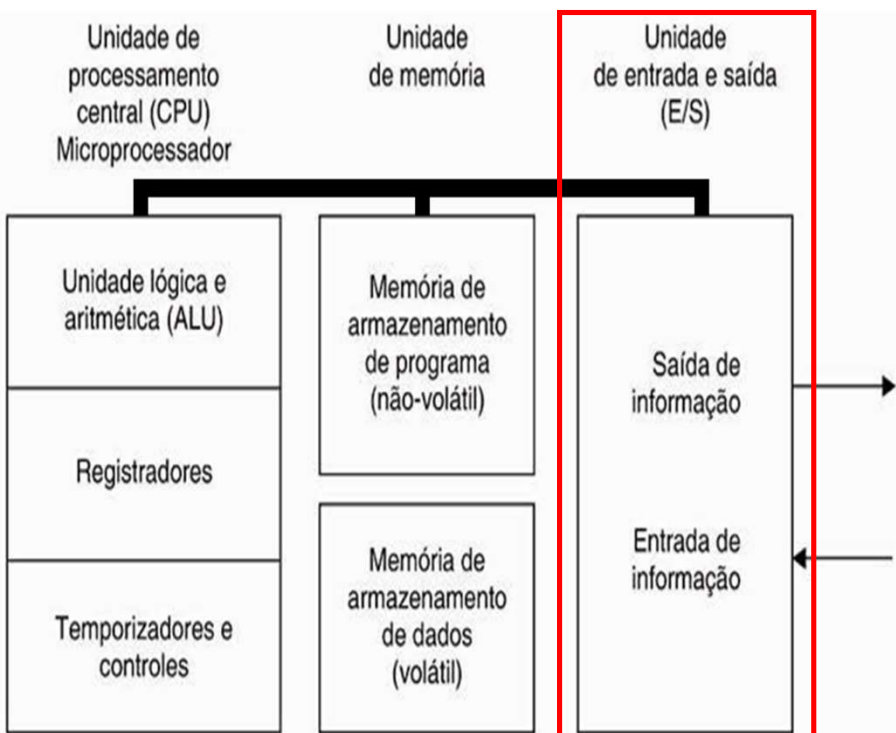 Unidade de
processamento
central (CPU)
Microprocessador
Unidade
de memória
Unidade
de entrada e saída
(E/S)
Unidade lógica e
aritmética (ALU)
Registradores
Temporizadores e
controles
Memória de
armazenamento
de programa
(não-volátil)
Memória de
armazenamento
de dados
(volátil)
Saída de
informação
Entrada de
informação